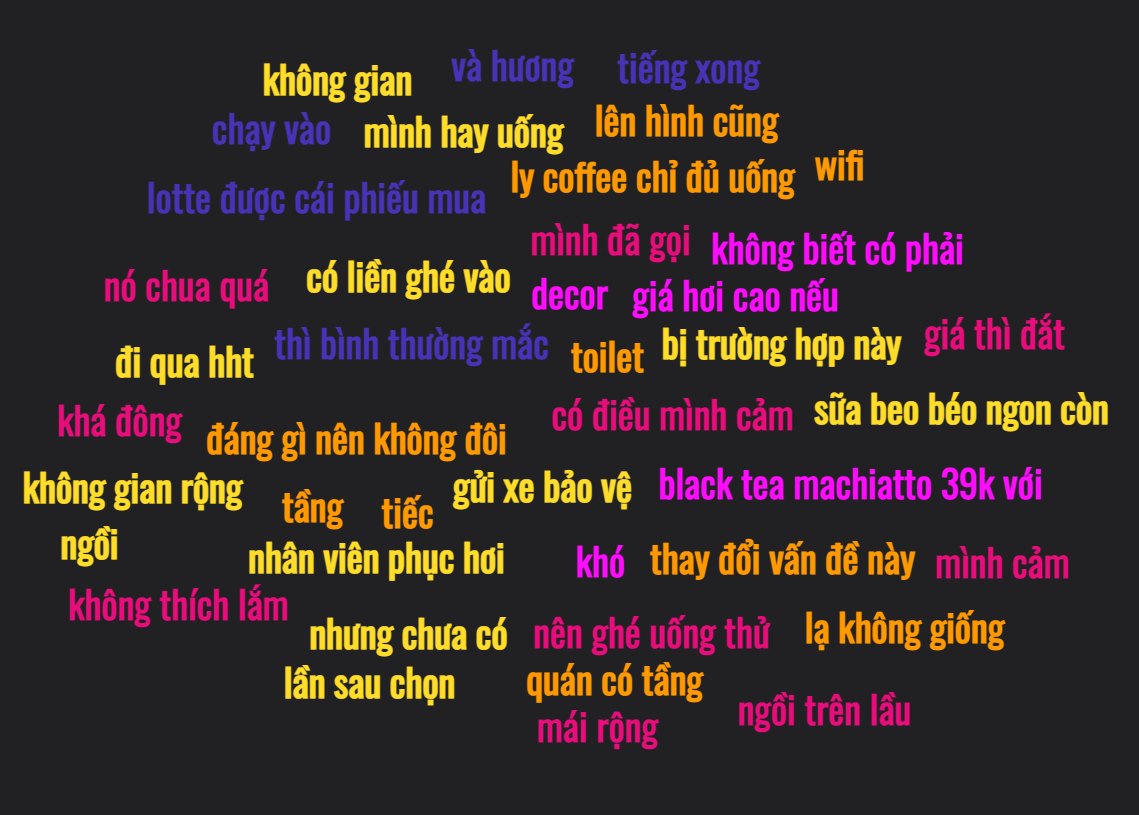 không gian và hương tiếng xong
chạy vào mình hay uống lên hình cũng
lotte được cái phiếu mua ly coffee chỉ đủ uống wifi
mình đã gọi không biết có phải
nó chua quá có liền ghé vào decor giá hơi cao nếu
đi qua hht thì bình thường mắc toilet bị trường hợp này giá thì đắt
khá đông đáng gì nên không đôi có điều mình cảm sữa beo béo ngon còn
không gian rộng tầng tiếc gửi xe bảo vệ black tea machiatto 39k với
ngồi nhân viên phục hơi khó thay đổi vấn đề này mình cảm
không thích lắm nhưng chưa có nên ghé uống thử lạ không giống
lần sau chọn quán có tầng
mái rộng ngồi trên lầu